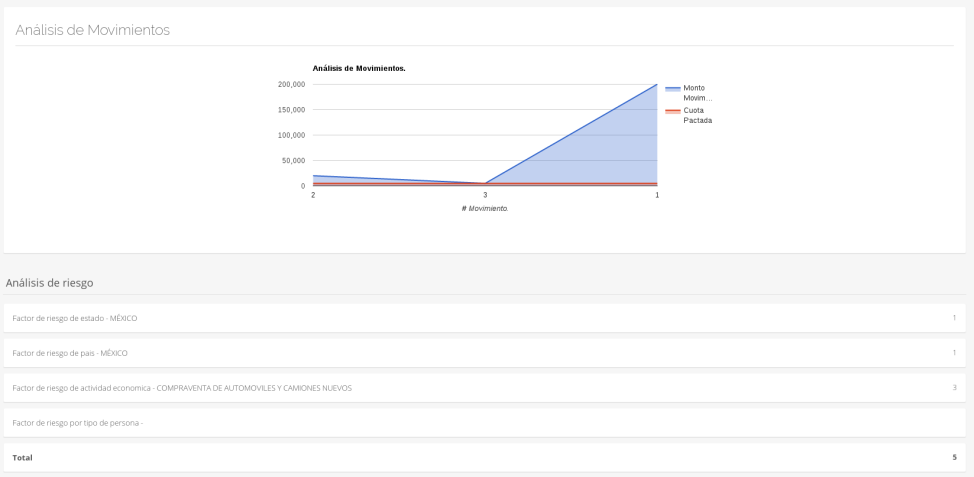 Análisis de Movimientos
Análisis de Movimientos.
200,000
150,000
100,000
50,000
0
2
3
1
# Movimiento.
Monto
Movim...
Cuota
Pactada
Análisis de riesgo
Factor de riesgo de estado - MÉXICO 1
Factor de riesgo de pais - MÉXICO 1
Factor de riesgo de actividad economica - COMPRAVENTA DE AUTOMOVILES Y CAMIONES NUEVOS 3
Factor de riesgo por tipo de persona -
Total 5